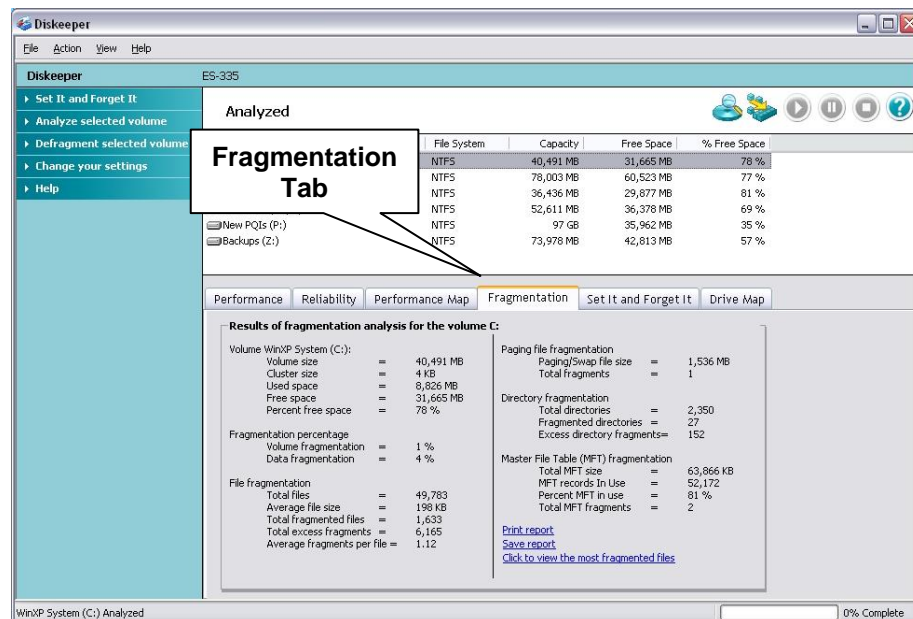 Diskeeper
File Action View Help
Diskeeper ES-335
Set It and Forget It
Analyze selected volume
Defragment selected volume
Change your settings
Help
Analyzed
File System Capacity Free Space % Free Space
NTFS 40,491 MB 31,665 MB 78 %
NTFS 78,003 MB 60,523 MB 77 %
NTFS 36,436 MB 29,877 MB 81 %
NTFS 52,611 MB 36,378 MB 69 %
New PQIs (P:) NTFS 97 GB 35,962 MB 35 %
Backups (Z:) NTFS 73,978 MB 42,813 MB 57 %
Fragmentation
Tab
Performance Reliability Performance Map Fragmentation Set It and Forget It Drive Map
Results of fragmentation analysis for the volume C:
Volume WinXP System (C:):
Volume size = 40,491 MB
Cluster size = 4 KB
Used space = 8,826 MB
Free space = 31,665 MB
Percent free space = 78 %
Fragmentation percentage
Volume fragmentation = 1 %
Data fragmentation = 4 %
File fragmentation
Total files = 49,783
Average file size = 198 KB
Total fragmented files = 1,633
Total excess fragments = 6,165
Average fragments per file = 1.12
Paging file fragmentation
Paging/Swap file size = 1,536 MB
Total fragments = 1
Directory fragmentation
Total directories = 2,350
Fragmented directories = 27
Excess directory fragments= 152
Master File Table (MFT) fragmentation
Total MFT size = 63,866 KB
MFT records In Use = 52,172
Percent MFT in use = 81 %
Total MFT fragments = 2
Print report
Save report
Click to view the most fragmented files
WinXP System (C:) Analyzed 0% Complete